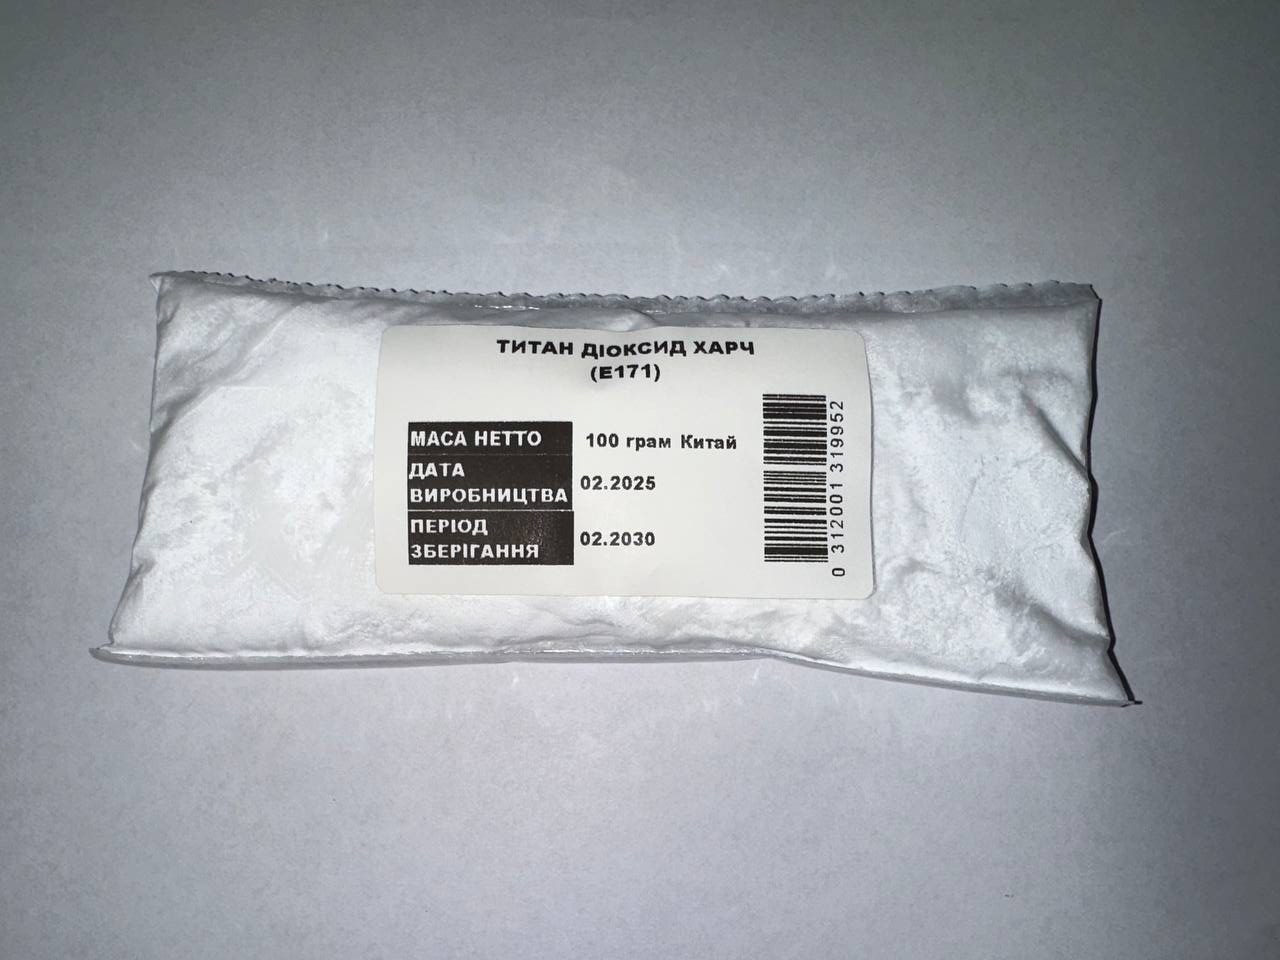 ТИТАН ДІОКСИД ХАРЧ
(Е171)
МАСА НЕТТО 100 грам Китай
ДАТА
ВИРОБНИЦТВА 02.2025
ПЕРІОД
ЗБЕРІГАННЯ 02.2030
0 312001 319952